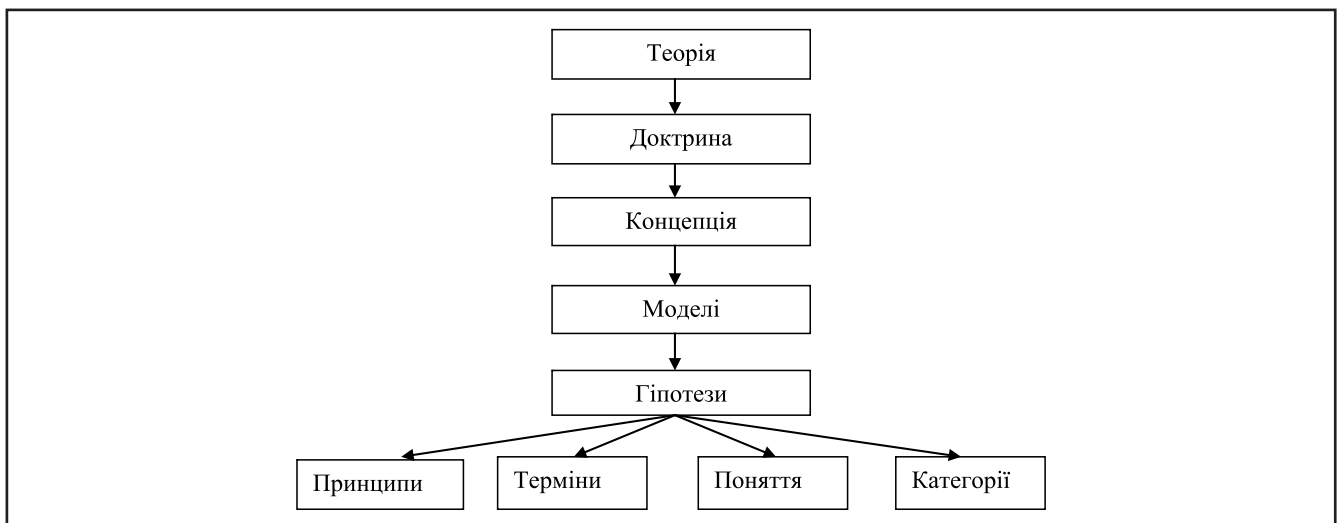 Теорія
Доктрина
Концепція
Моделі
Гіпотези
Принципи
Терміни
Поняття
Категорії